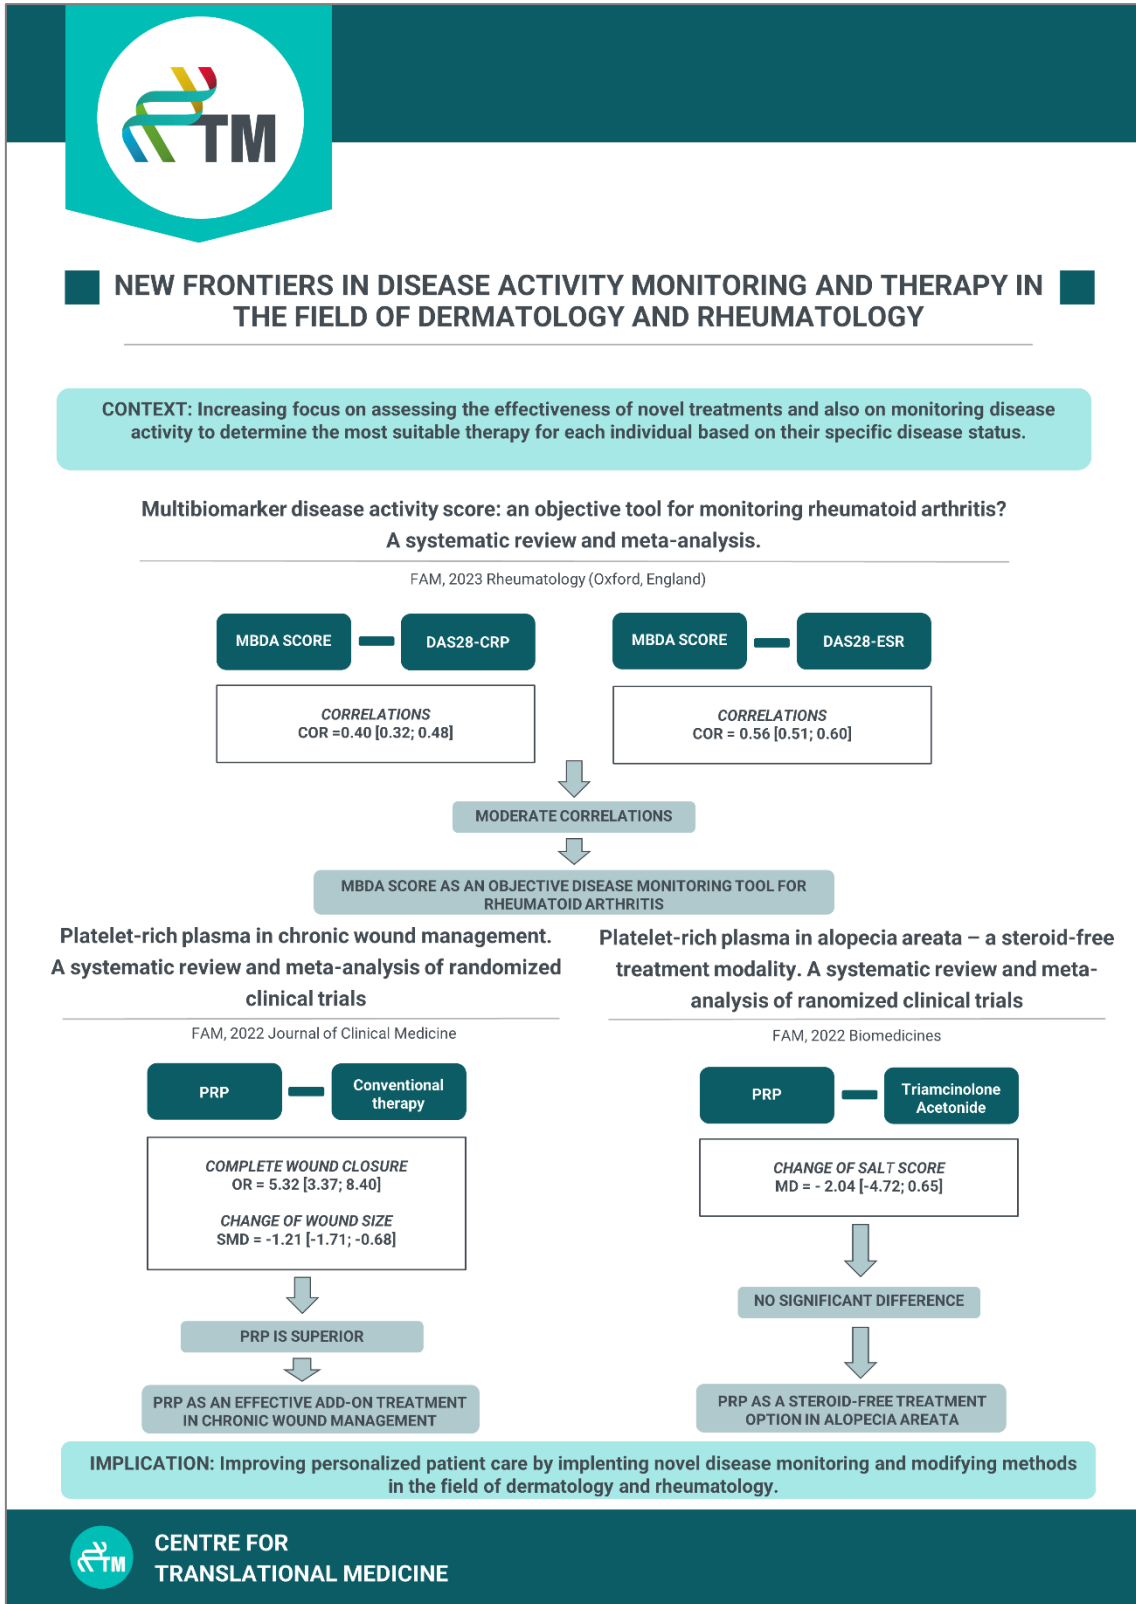 TM
NEW FRONTIERS IN DISEASE ACTIVITY MONITORING AND THERAPY IN
THE FIELD OF DERMATOLOGY AND RHEUMATOLOGY
CONTEXT: Increasing focus on assessing the effectiveness of novel treatments and also on monitoring disease
activity to determine the most suitable therapy for each individual based on their specific disease status.
Multibiomarker disease activity score: an objective tool for monitoring rheumatoid arthritis?
A systematic review and meta-analysis.
FAM, 2023 Rheumatology (Oxford, England)
MBDA SCORE
DAS28-CRP
CORRELATIONS
COR =0.40 [0.32; 0.48]
MBDA SCORE
DAS28-ESR
CORRELATIONS
COR = 0.56 [0.51; 0.60]
MODERATE CORRELATIONS
MBDA SCORE AS AN OBJECTIVE DISEASE MONITORING TOOL FOR
RHEUMATOID ARTHRITIS
Platelet-rich plasma in chronic wound management.
A systematic review and meta-analysis of randomized
clinical trials
FAM, 2022 Journal of Clinical Medicine
PRP
Conventional
therapy
COMPLETE WOUND CLOSURE
OR = 5.32 [3.37; 8.40]
CHANGE OF WOUND SIZE
SMD = -1.21 [-1.71; -0.68]
PRP IS SUPERIOR
PRP AS AN EFFECTIVE ADD-ON TREATMENT
IN CHRONIC WOUND MANAGEMENT
Platelet-rich plasma in alopecia areata – a steroid-free
treatment modality. A systematic review and meta-
analysis of ranomized clinical trials
FAM, 2022 Biomedicines
PRP
Triamcinolone
Acetonide
CHANGE OF SALT SCORE
MD = - 2.04 [-4.72; 0.65]
NO SIGNIFICANT DIFFERENCE
PRP AS A STEROID-FREE TREATMENT
OPTION IN ALOPECIA AREATA
IMPLICATION: Improving personalized patient care by implenting novel disease monitoring and modifying methods
in the field of dermatology and rheumatology.
TM
CENTRE FOR
TRANSLATIONAL MEDICINE